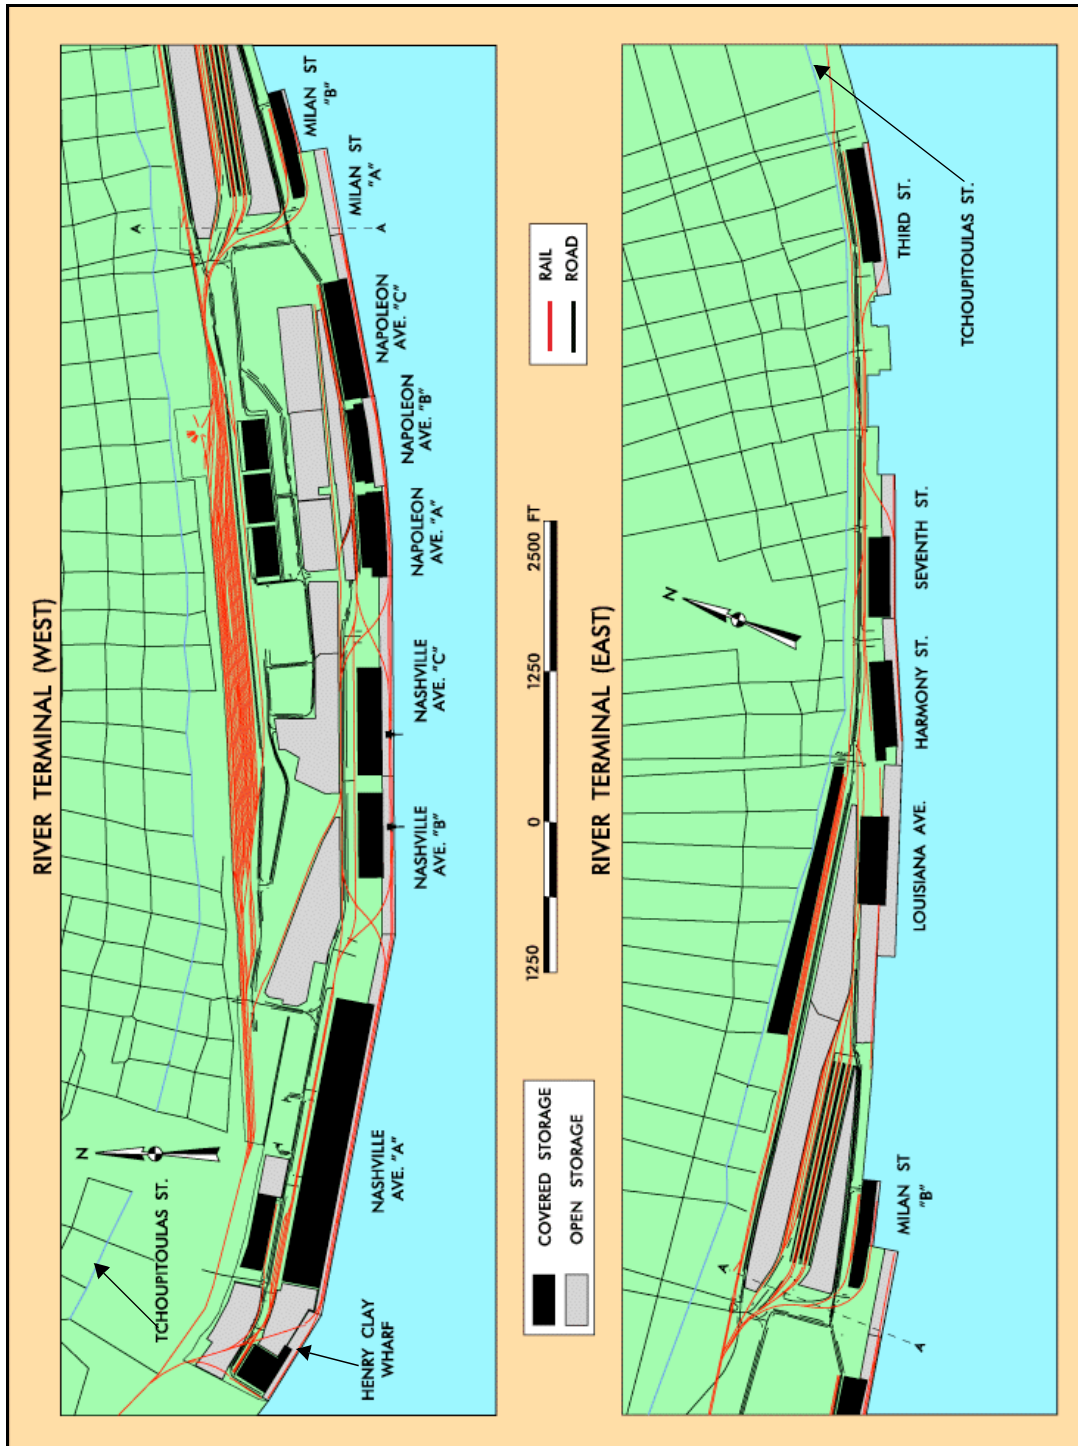 RIVER TERMINAL (WEST)
N
TCHOUPITOULAS ST.
HENRY CLAY
WHARF
NASHVILLE
AVE. "A"
NASHVILLE
AVE. "B"
NASHVILLE
AVE. "C"
NAPOLEON
AVE. "A"
NAPOLEON
AVE. "B"
NAPOLEON
AVE. "C"
A
A
MILAN ST
"A"
MILAN ST
"B"
COVERED STORAGE
OPEN STORAGE
1250 0 1250 2500 FT
RAIL
ROAD
RIVER TERMINAL (EAST)
A
A
MILAN ST
"B"
LOUISIANA AVE.
HARMONY ST.
N
SEVENTH ST.
THIRD ST.
TCHOUPITOULAS ST.